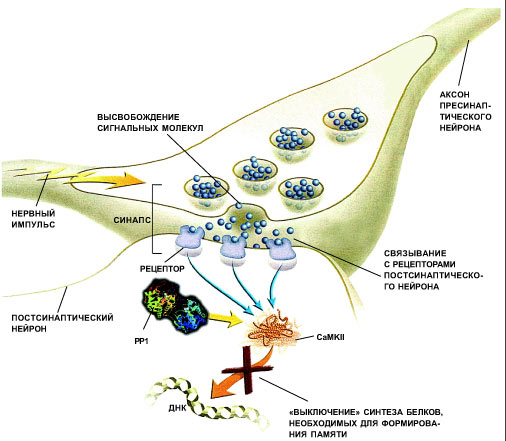 АКСОН
ПРЕСИНАП-
ТИЧЕСКОГО
НЕЙРОНА
ВЫСВОБОЖДЕНИЕ
СИГНАЛЬНЫХ МОЛЕКУЛ
НЕРВНЫЙ
ИМПУЛЬС
СИНАПС
РЕЦЕПТОР
СВЯЗЫВАНИЕ
С РЕЦЕПТОРАМИ
ПОСТСИНАПТИЧЕСКО-
ГО НЕЙРОНА
ПОСТСИНАПТИЧЕСКИЙ
НЕЙРОН
PP1
CaMKII
ДНК
«ВЫКЛЮЧЕНИЕ» СИНТЕЗА БЕЛКОВ,
НЕОБХОДИМЫХ ДЛЯ ФОРМИРОВА-
НИЯ ПАМЯТИ